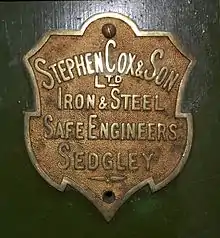 STEPHEN COX & SON
LTD
IRON & STEEL
SAFE ENGINEERS
SEDGLEY